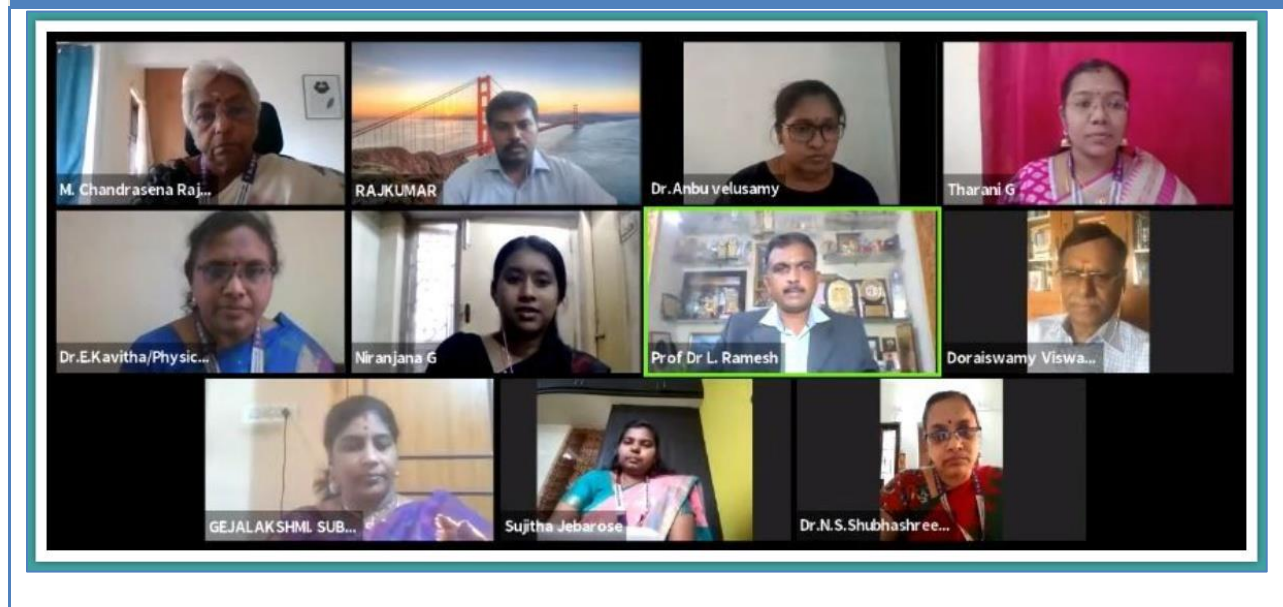 M. Chandrasena Raj...
RAJKUMAR
Dr.Anbu velusamy
Tharani G
Dr.E.Kavitha/Physic...
Niranjana G
Prof Dr L. Ramesh
Doraiswamy Viswa...
GEJALAKSHMI. SUB...
Sujitha Jebarose
Dr.N.S.Shubhashree...